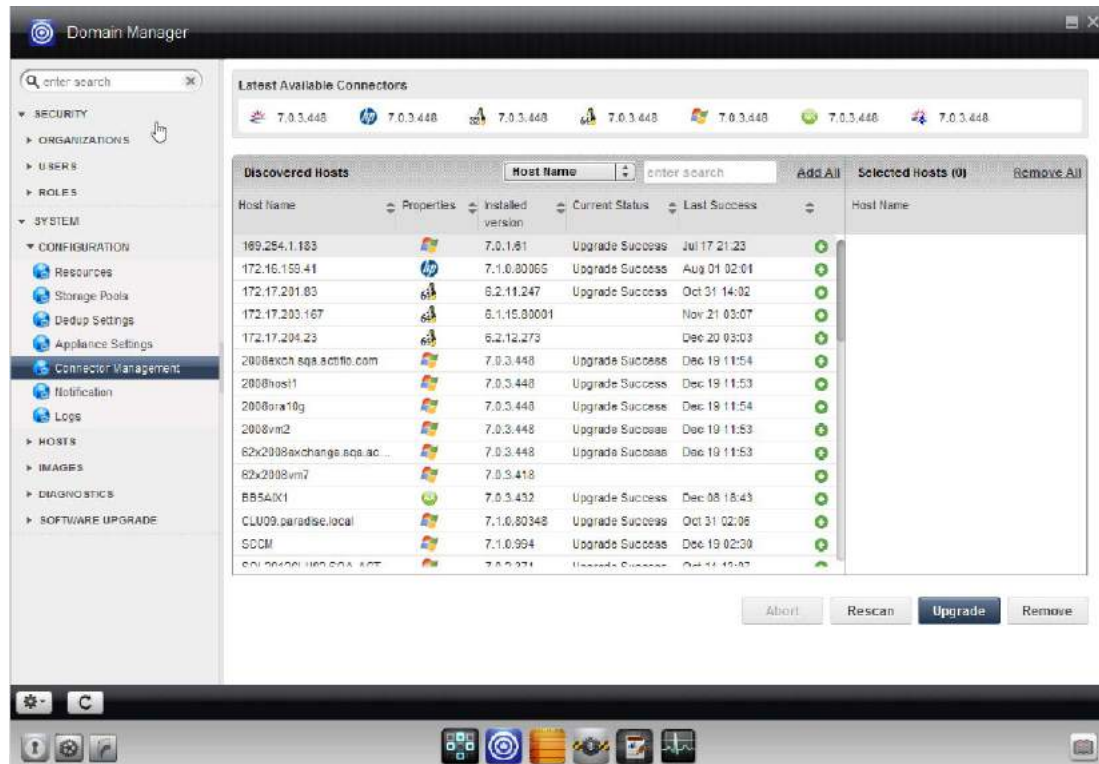 Domain Manager
enter search
SECURITY
ORGANIZATIONS
USERS
ROLES
SYSTEM
CONFIGURATION
Resources
Storage Pools
Dedup Settings
Appliance Settings
Connector Management
Notification
Logs
HOSTS
IMAGES
DIAGNOSTICS
SOFTWARE UPGRADE
Latest Available Connectors
7.0.3.448 7.0.3.448 7.0.3.448 7.0.3.448 7.0.3.448 7.0.3.448 7.0.3.448
Discovered Hosts Host Name enter search Add All Selected Hosts (0) Remove All
Host Name Properties Installed version Current Status Last Success Host Name
169.254.1.183 7.0.1.61 Upgrade Success Jul 17 21:23
172.16.159.41 7.1.0.80065 Upgrade Success Aug 01 02:01
172.17.201.83 6.2.11.247 Upgrade Success Oct 31 14:02
172.17.203.167 6.1.15.80001 Nov 21 03:07
172.17.204.23 6.2.12.273 Dec 20 03:03
2008exch.sqa.actifio.com 7.0.3.448 Upgrade Success Dec 19 11:54
2008host1 7.0.3.448 Upgrade Success Dec 19 11:53
2008ora10g 7.0.3.448 Upgrade Success Dec 19 11:54
2008vm2 7.0.3.448 Upgrade Success Dec 19 11:53
62x2008exchange.sqa.ac... 7.0.3.448 Upgrade Success Dec 19 11:53
62x2008vm7 7.0.3.418
BB5AIX1 7.0.3.432 Upgrade Success Dec 08 18:43
CLU09.paradise.local 7.1.0.80348 Upgrade Success Oct 31 02:06
SCCM 7.1.0.994 Upgrade Success Dec 19 02:30
Abort Rescan Upgrade Remove